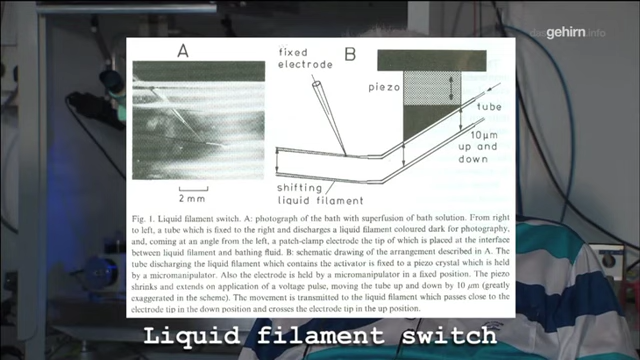 dasgehirn.info
A
fixed
electrode
B
piezo
tube
10µm
up and
down
shifting
liquid filament
2 mm
Fig. 1. Liquid filament switch. A: photograph of the bath with superfusion of bath solution. From right
to left, a tube which is fixed to the right and discharges a liquid filament coloured dark for photography,
and, coming at an angle from the left, a patch-clamp electrode the tip of which is placed at the interface
between liquid filament and bathing fluid. B: schematic drawing of the arrangement described in A. The
tube discharging the liquid filament which contains the activator is fixed to a piezo crystal which is held
by a micromanipulator. Also the electrode is held by a micromanipulator in a fixed position. The piezo
shrinks and extends on application of a voltage pulse, moving the tube up and down by 10 µm (greatly
exaggerated in the scheme). The movement is transmitted to the liquid filament which passes close to the
electrode tip in the down position and crosses the electrode tip in the up position.
Liquid filament switch